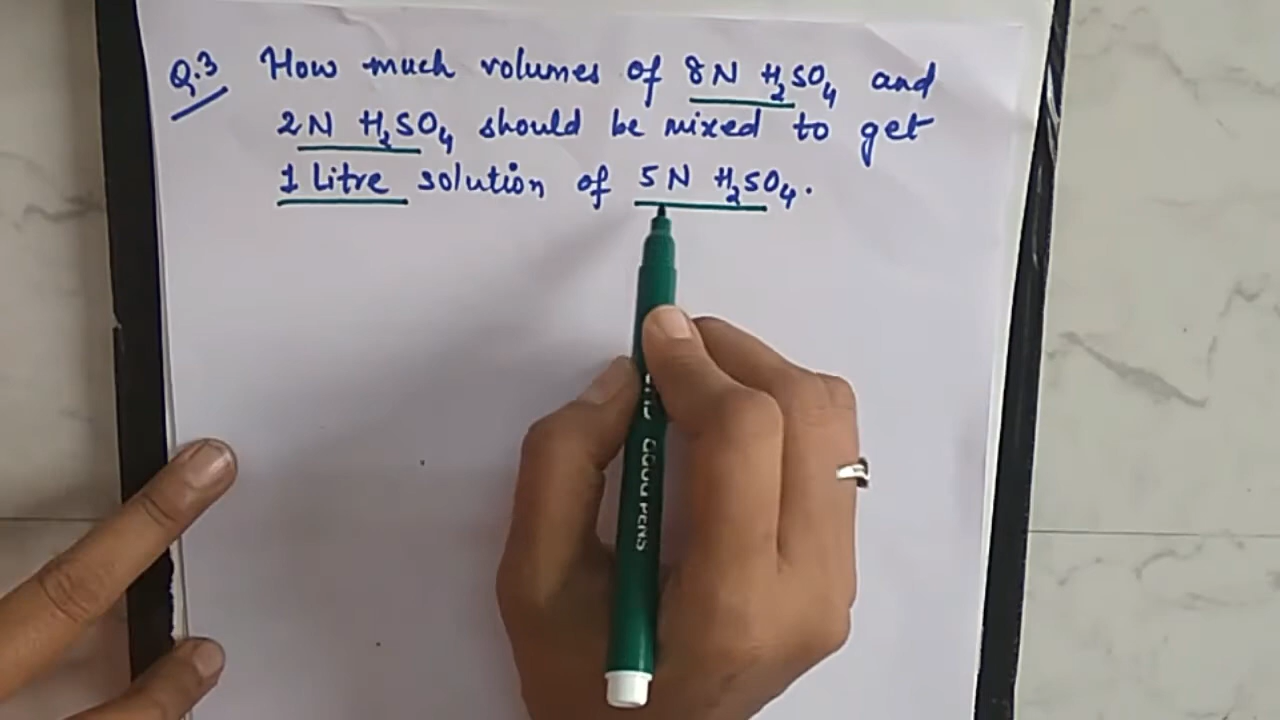 Q.3 How much volumes of 8N H₂SO₄ and
2N H₂SO₄ should be mixed to get
1 Litre solution of 5N H₂SO₄.